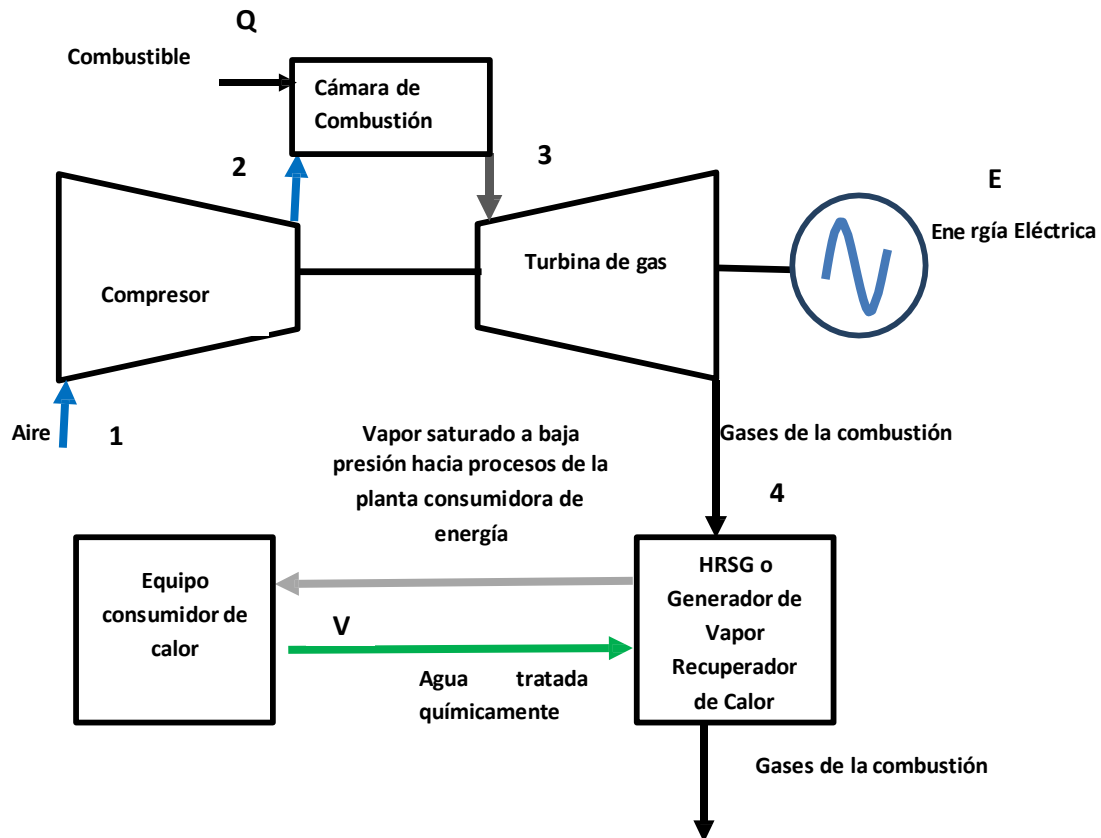 Q
Combustible
Cámara de
Combustión
2
3
E
Ene rgía Eléctrica
Turbina de gas
Compresor
Aire
1
Vapor saturado a baja
presión hacia procesos de la
planta consumidora de
energía
Gases de la combustión
4
Equipo
consumidor de
calor
HRSG o
Generador de
Vapor
Recuperador
de Calor
V
Agua tratada
químicamente
Gases de la combustión